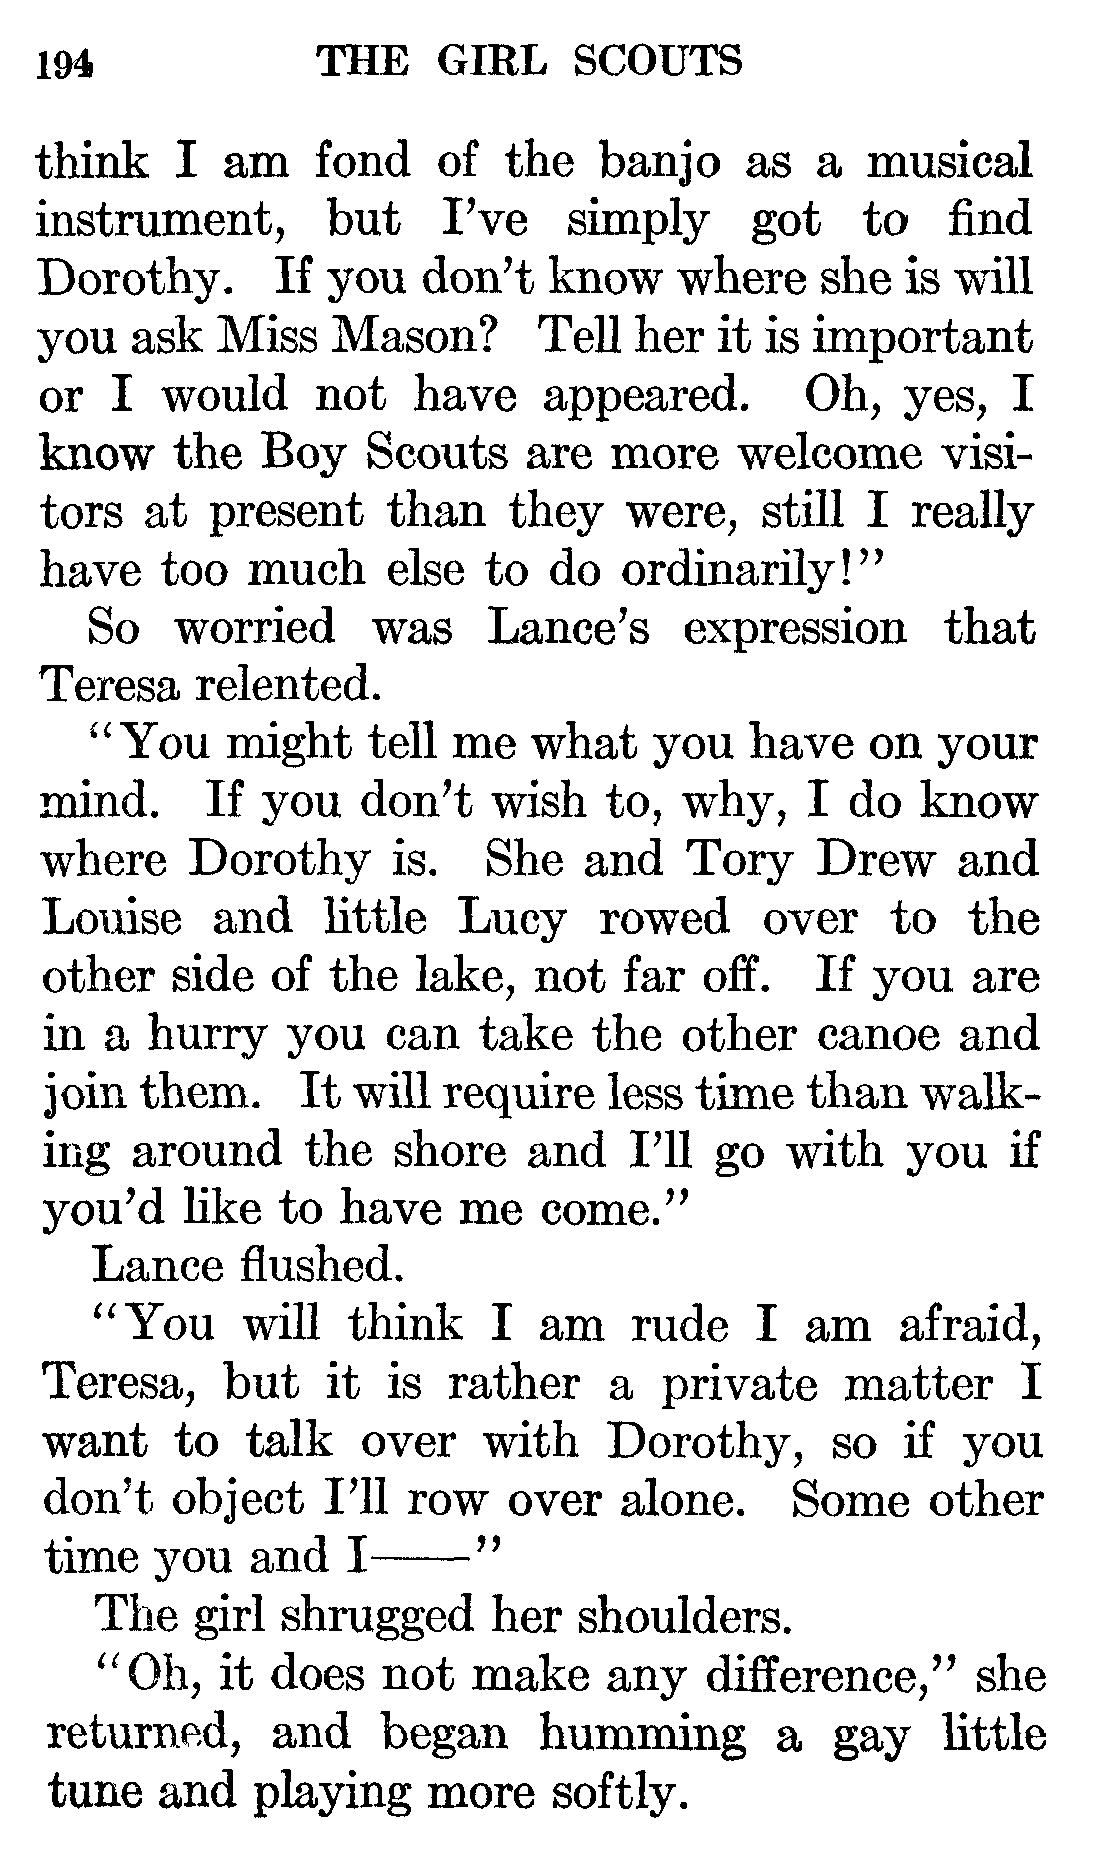 194 THE GIRL SCOUTS
think I am fond of the banjo as a musical
instrument, but I've simply got to find
Dorothy. If you don't know where she is will
you ask Miss Mason? Tell her it is important
or I would not have appeared. Oh, yes, I
know the Boy Scouts are more welcome visi-
tors at present than they were, still I really
have too much else to do ordinarily!"
So worried was Lance's expression that
Teresa relented.
"You might tell me what you have on your
mind. If you don't wish to, why, I do know
where Dorothy is. She and Tory Drew and
Louise and little Lucy rowed over to the
other side of the lake, not far off. If you are
in a hurry you can take the other canoe and
join them. It will require less time than walk-
ing around the shore and I'll go with you if
you'd like to have me come."
Lance flushed.
"You will think I am rude I am afraid,
Teresa, but it is rather a private matter I
want to talk over with Dorothy, so if you
don't object I'll row over alone. Some other
time you and I——"
The girl shrugged her shoulders.
"Oh, it does not make any difference," she
returned, and began humming a gay little
tune and playing more softly.